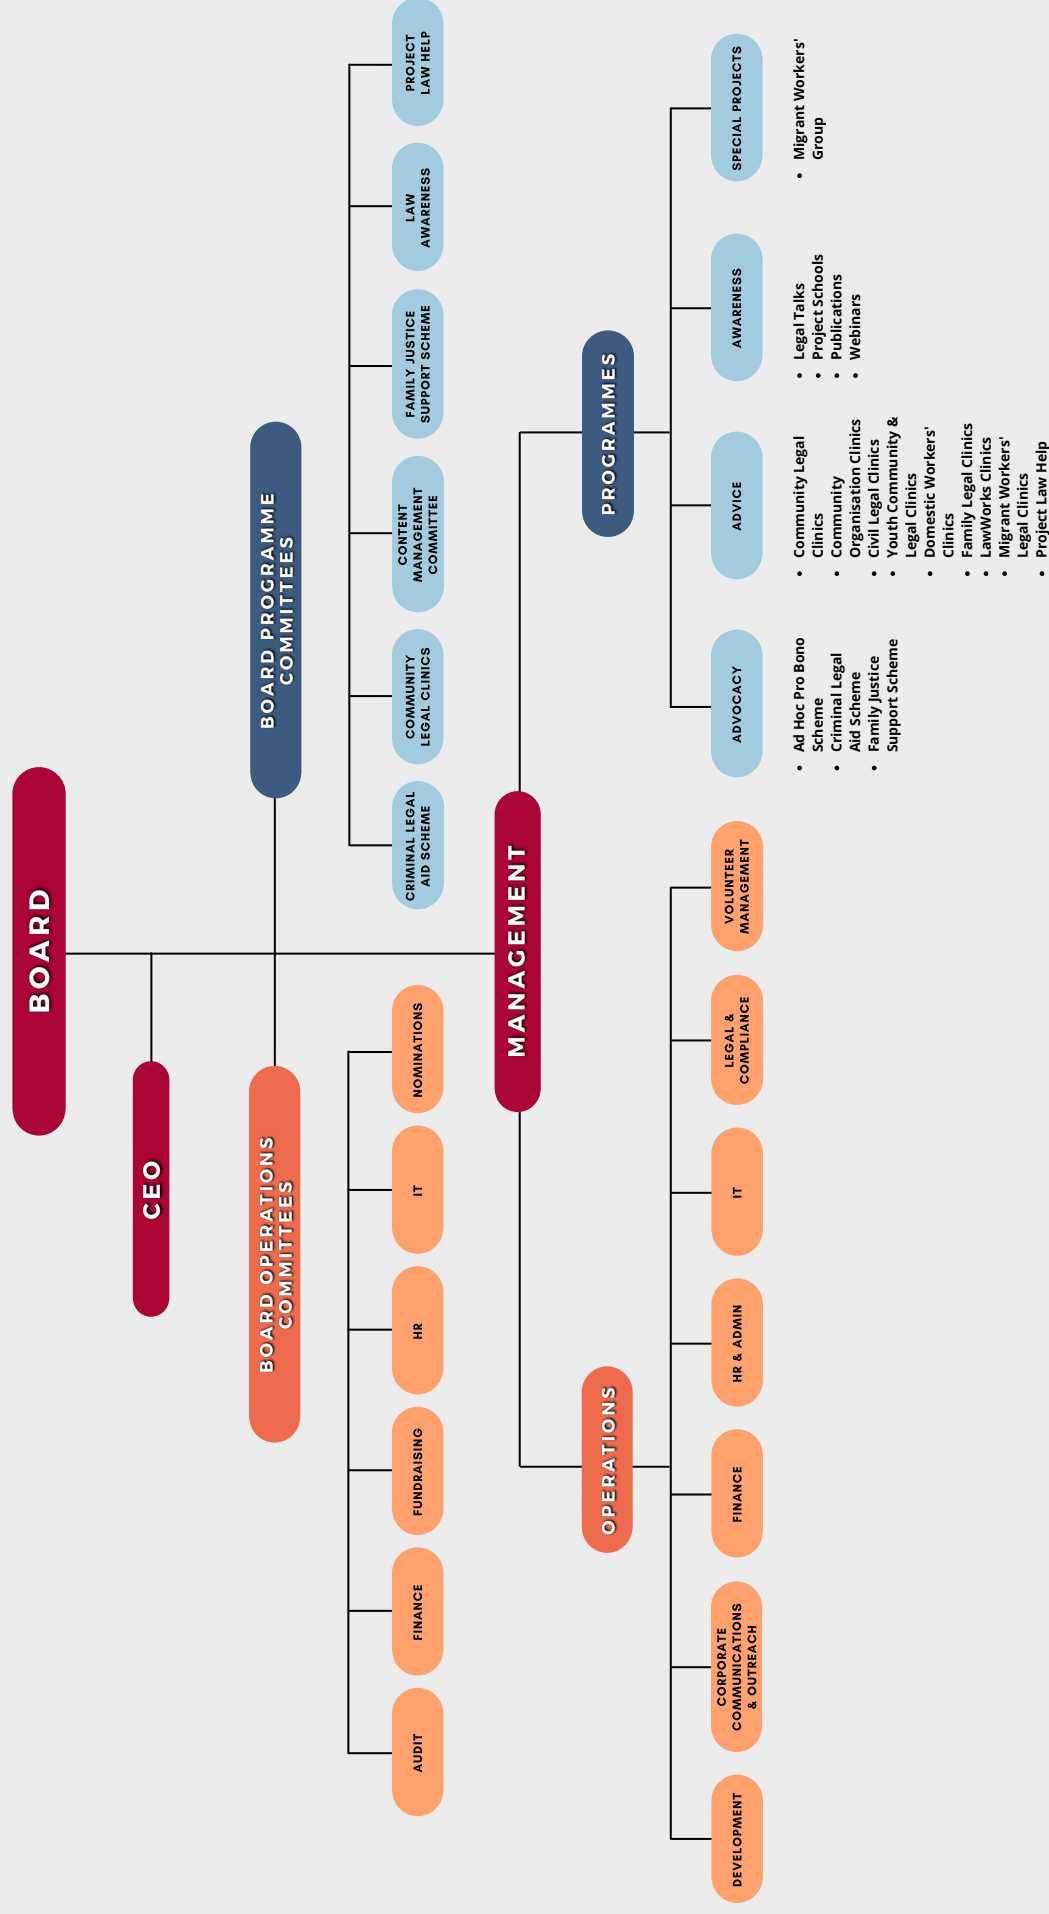 BOARD
CEO
BOARD OPERATIONS
COMMITTEES
BOARD PROGRAMME
COMMITTEES
AUDIT
FINANCE
FUNDRAISING
HR
IT
NOMINATIONS
CRIMINAL LEGAL
AID SCHEME
COMMUNITY
LEGAL CLINICS
CONTENT
MANAGEMENT
COMMITTEE
FAMILY JUSTICE
SUPPORT SCHEME
LAW
AWARENESS
PROJECT
LAW HELP
MANAGEMENT
OPERATIONS
PROGRAMMES
DEVELOPMENT
CORPORATE
COMMUNICATIONS
& OUTREACH
FINANCE
HR & ADMIN
IT
LEGAL &
COMPLIANCE
VOLUNTEER
MANAGEMENT
ADVOCACY
• Ad Hoc Pro Bono
Scheme
• Criminal Legal
Aid Scheme
• Family Justice
Support Scheme
ADVICE
• Community Legal
Clinics
• Community
Organisation Clinics
• Civil Legal Clinics
• Youth Community &
Legal Clinics
• Domestic Workers'
Clinics
• Family Legal Clinics
• LawWorks Clinics
• Migrant Workers'
Legal Clinics
• Project Law Help
AWARENESS
• Legal Talks
• Project Schools
• Publications
• Webinars
SPECIAL PROJECTS
• Migrant Workers'
Group